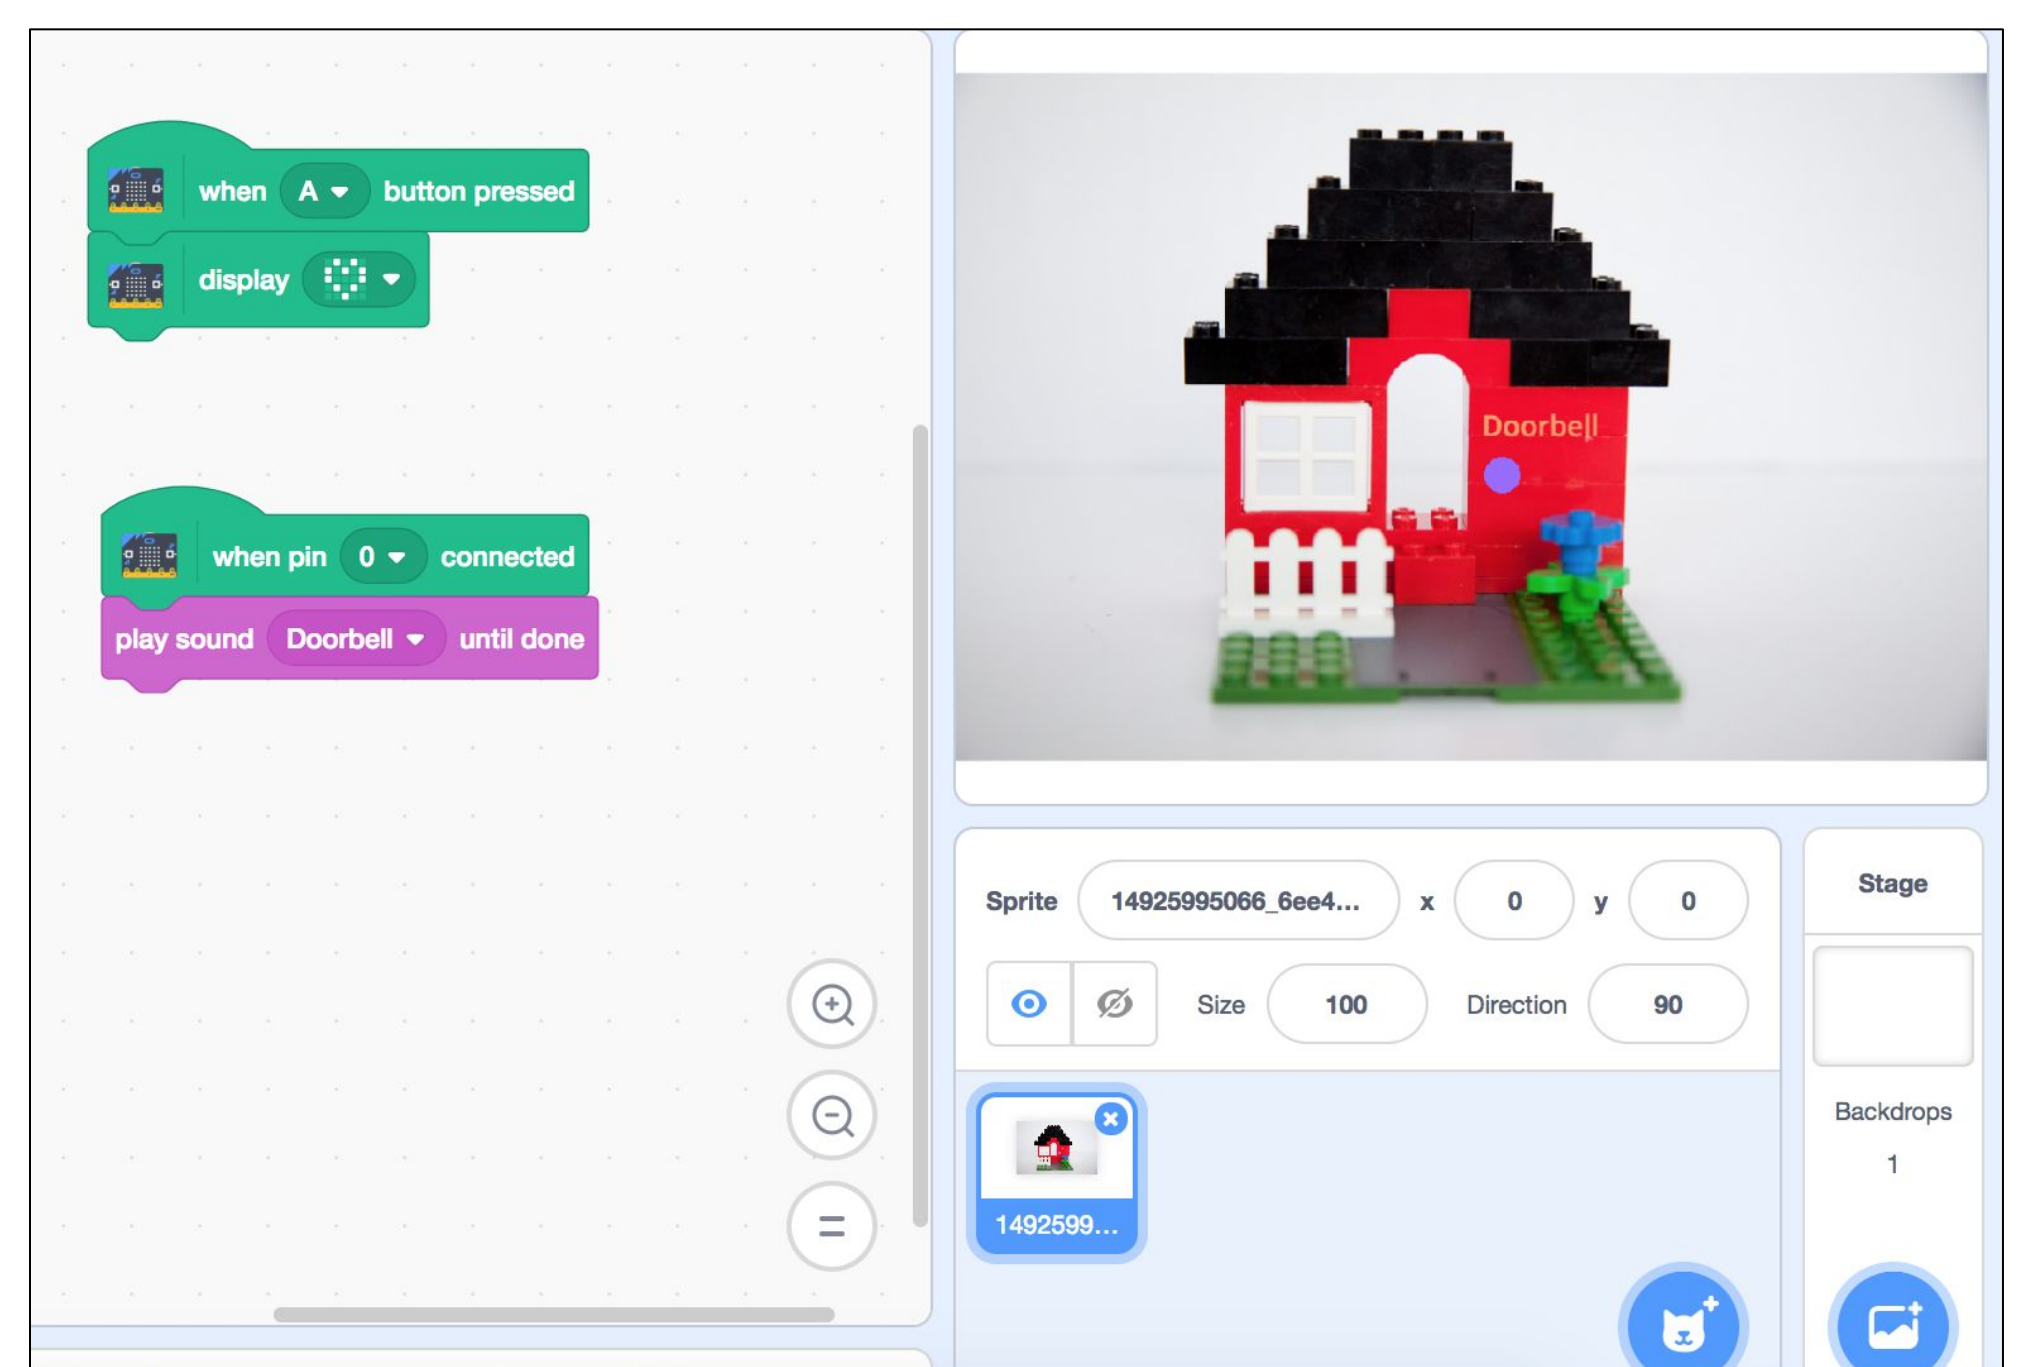 when A button pressed
display
when pin 0 connected
play sound Doorbell until done
Doorbell
Sprite 14925995066_6ee4... x 0 y 0
Size 100 Direction 90
1492599...
Stage
Backdrops
1